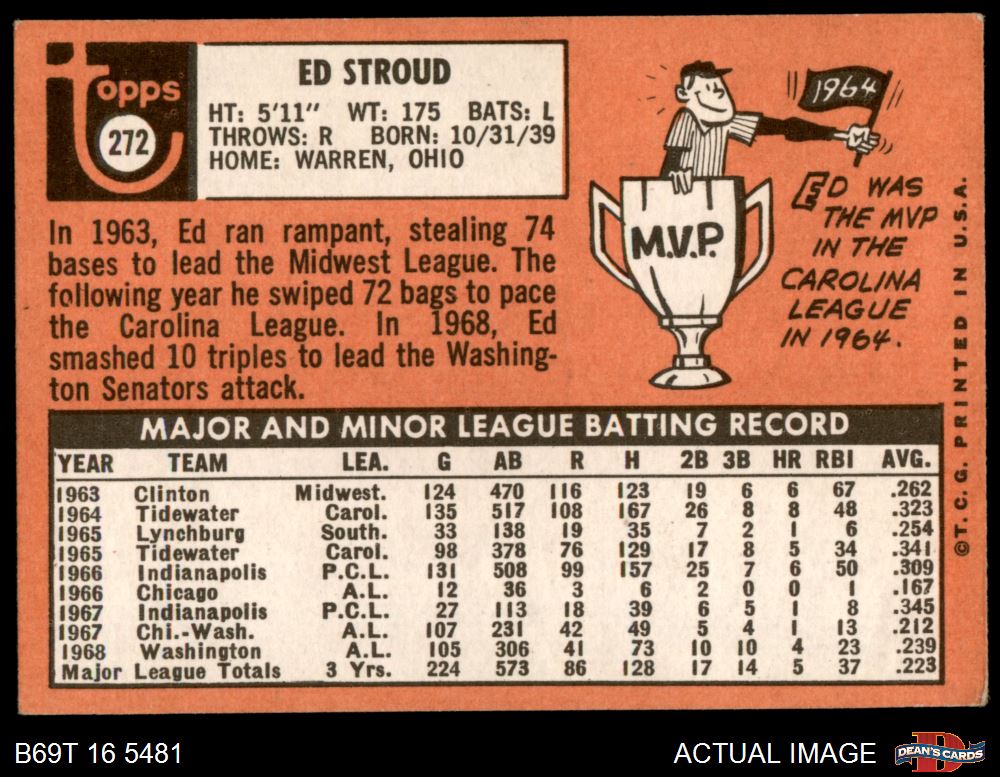 Topps
272
ED STROUD
HT: 5'11" WT: 175 BATS: L
THROWS: R BORN: 10/31/39
HOME: WARREN, OHIO
1964
M.V.P.
ED WAS
THE MVP
IN THE
CAROLINA
LEAGUE
IN 1964.
In 1963, Ed ran rampant, stealing 74
bases to lead the Midwest League. The
following year he swiped 72 bags to pace
the Carolina League. In 1968, Ed
smashed 10 triples to lead the Washing-
ton Senators attack.
MAJOR AND MINOR LEAGUE BATTING RECORD
YEAR TEAM LEA. G AB R H 2B 3B HR RBI AVG.
1963 Clinton Midwest. 124 470 116 123 19 6 6 67 .262
1964 Tidewater Carol. 135 517 108 167 26 8 8 48 .323
1965 Lynchburg South. 33 138 19 35 7 2 1 6 .254
1965 Tidewater Carol. 98 378 76 129 17 8 5 34 .341
1966 Indianapolis P.C.L. 131 508 99 157 25 7 6 50 .309
1966 Chicago A.L. 12 36 3 6 2 0 0 1 .167
1967 Indianapolis P.C.L. 27 113 18 39 6 5 1 8 .345
1967 Chi.-Wash. A.L. 107 231 42 49 5 4 1 13 .212
1968 Washington A.L. 105 306 41 73 10 10 4 23 .239
Major League Totals 3 Yrs. 224 573 86 128 17 14 5 37 .223
©T. C. G. PRINTED IN U.S.A.
B69T 16 5481
ACTUAL IMAGE
DEAN'S CARDS